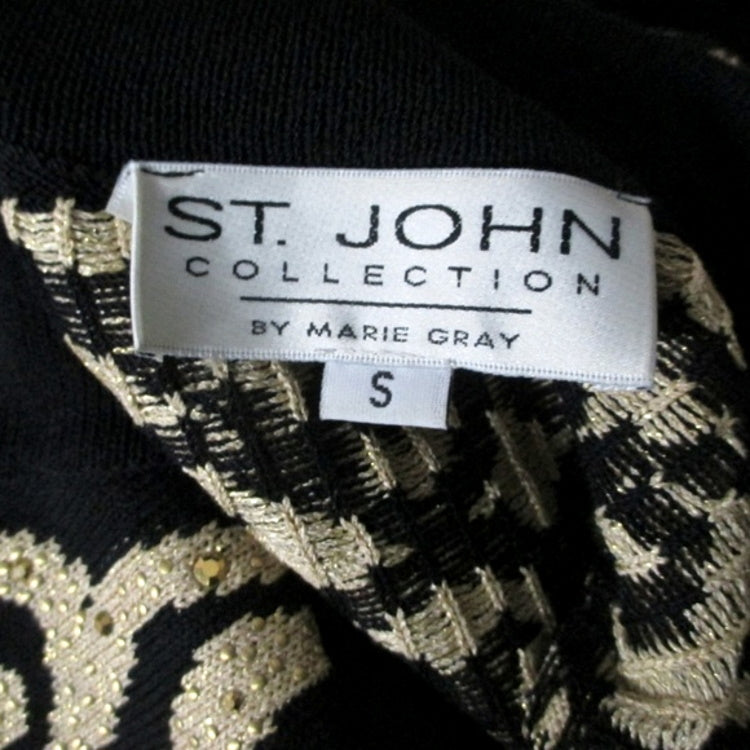 ST. JOHN
COLLECTION
BY MARIE GRAY
S